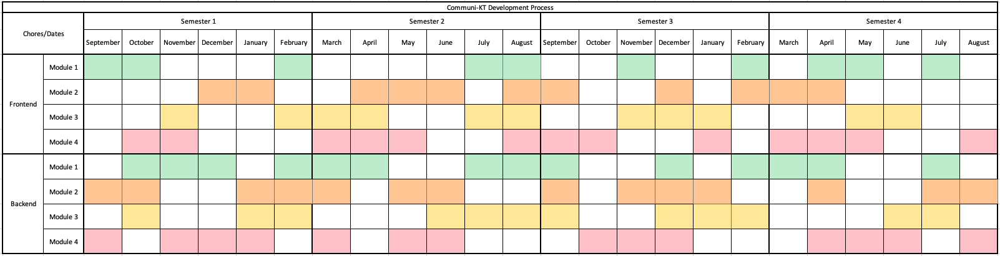 Communi-KT Development Process
Chores/Dates
Semester 1 Semester 2 Semester 3 Semester 4
September October November December January February March April May June July August September October November December January February March April May June July August
Frontend
Module 1
Module 2
Module 3
Module 4
Backend
Module 1
Module 2
Module 3
Module 4